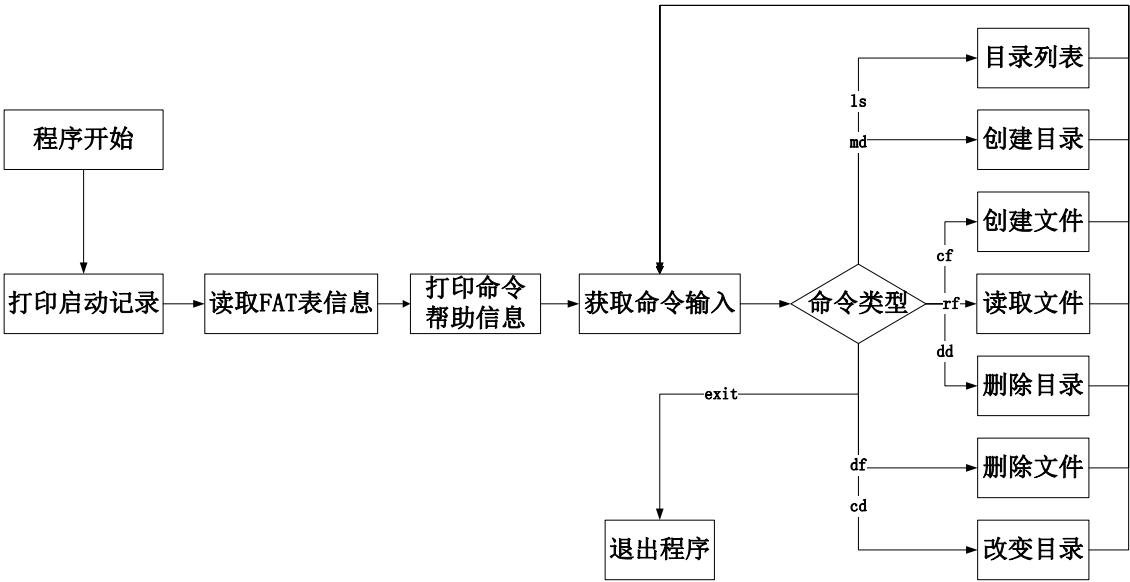 目录列表
ls
程序开始
创建目录
md
创建文件
cf
打印启动记录
读取FAT表信息
打印命令
帮助信息
获取命令输入
命令类型
rf
读取文件
dd
删除目录
exit
df
删除文件
cd
退出程序
改变目录